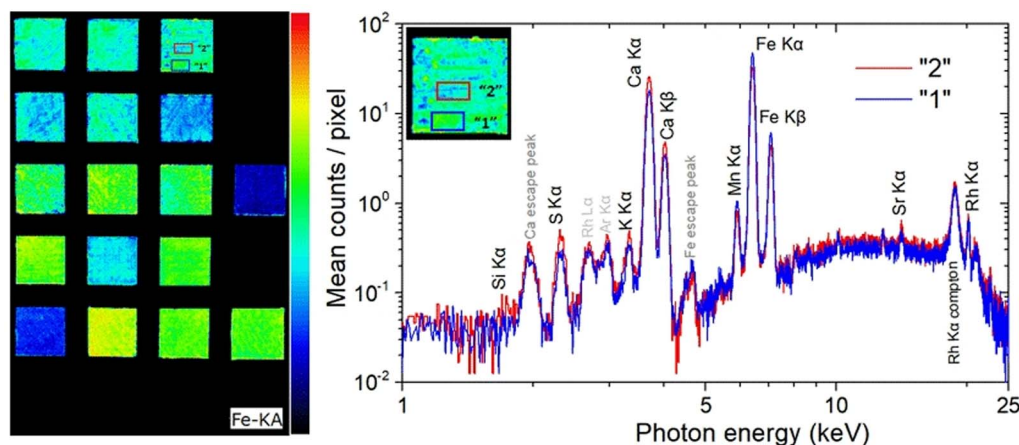 "2"
"1"
Fe-KA
Mean counts / pixel
10²
10¹
10⁰
10⁻¹
10⁻²
"2"
"1"
Si Kα
Ca escape peak
S Kα
Rh Lα
Ar Kα
K Kα
Ca Kα
Ca Kβ
Fe escape peak
Mn Kα
Fe Kα
Fe Kβ
Sr Kα
Rh Kα compton
Rh Kα
"2"
"1"
1
5
10
25
Photon energy (keV)